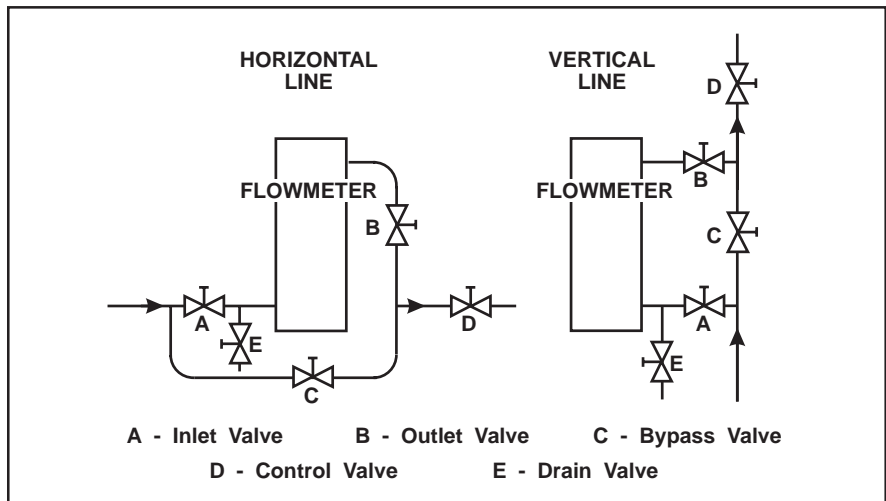 HORIZONTAL
LINE
FLOWMETER
B
A
E
D
C
VERTICAL
LINE
D
B
FLOWMETER
C
A
E
A - Inlet Valve B - Outlet Valve C - Bypass Valve
D - Control Valve E - Drain Valve